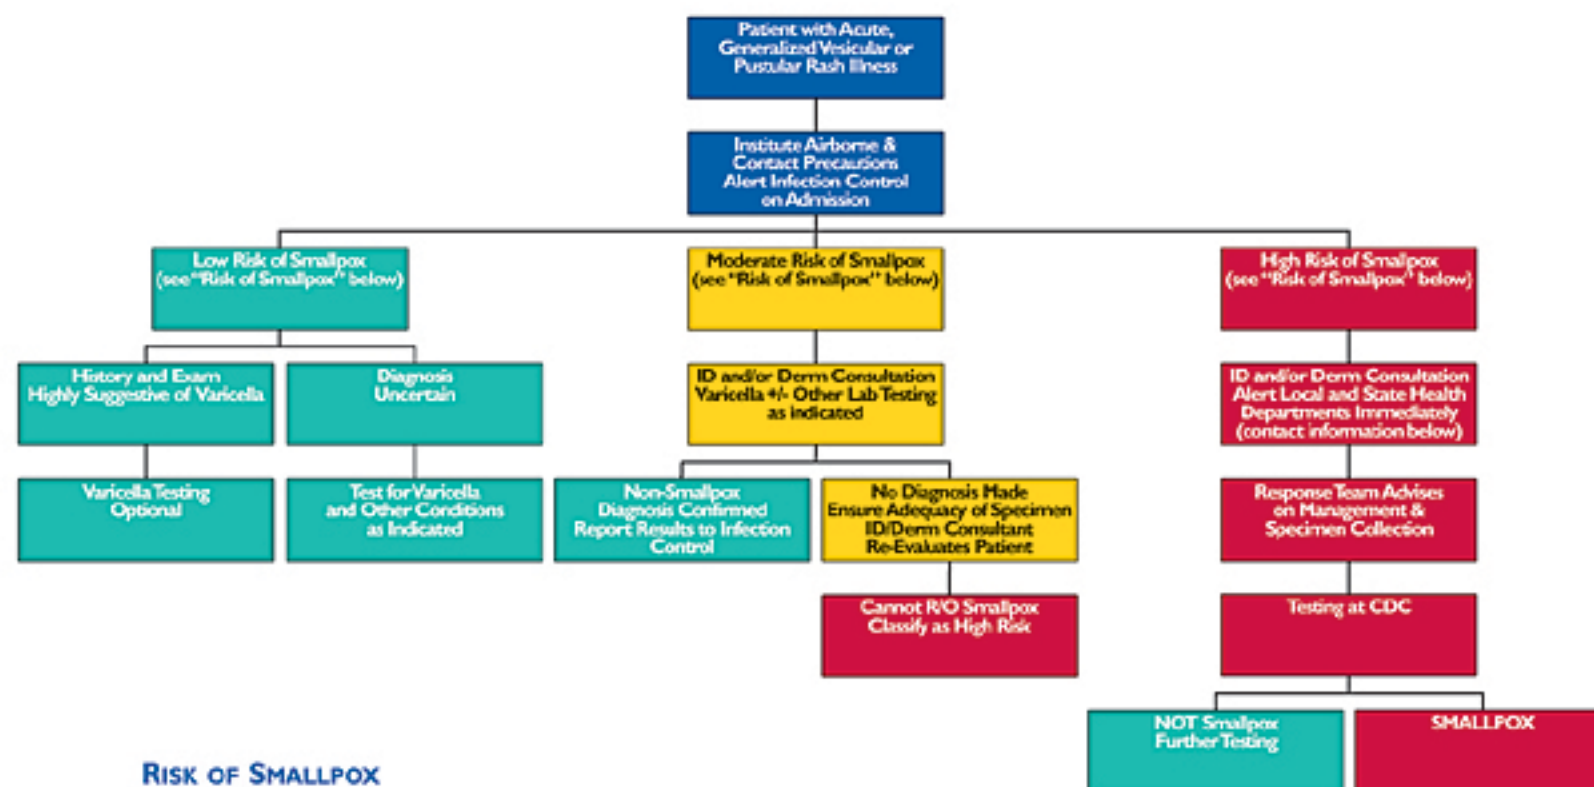 Patient with Acute,
Generalized Vesicular or
Pustular Rash Illness
Institute Airborne &
Contact Precautions
Alert Infection Control
on Admission
Low Risk of Smallpox
(see "Risk of Smallpox" below)
Moderate Risk of Smallpox
(see "Risk of Smallpox" below)
High Risk of Smallpox
(see "Risk of Smallpox" below)
History and Exam
Highly Suggestive of Varicella
Diagnosis
Uncertain
ID and/or Derm Consultation
Varicella +/- Other Lab Testing
as indicated
ID and/or Derm Consultation
Alert Local and State Health
Departments Immediately
(contact information below)
Varicella Testing
Optional
Test for Varicella
and Other Conditions
as Indicated
Non-Smallpox
Diagnosis Confirmed
Report Results to Infection
Control
No Diagnosis Made
Ensure Adequacy of Specimen
ID/Derm Consultant
Re-Evaluates Patient
Response Team Advises
on Management &
Specimen Collection
Cannot R/O Smallpox
Classify as High Risk
Testing at CDC
NOT Smallpox
Further Testing
SMALLPOX
RISK OF SMALLPOX